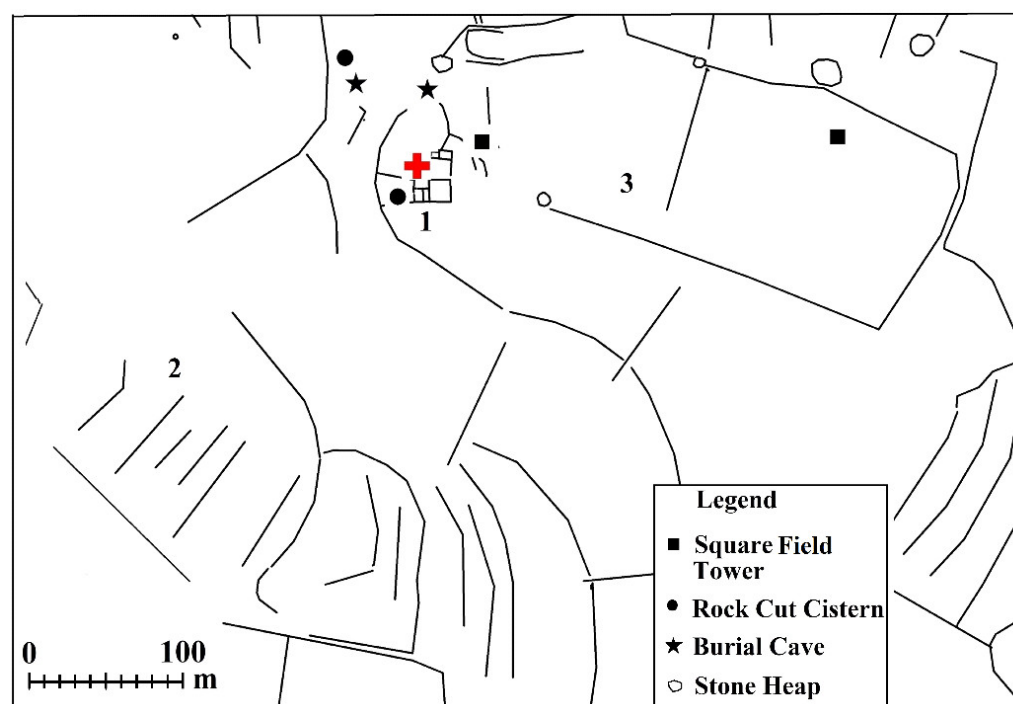 3
1
2
Legend
Square Field
Tower
Rock Cut Cistern
Burial Cave
Stone Heap
0 100
m